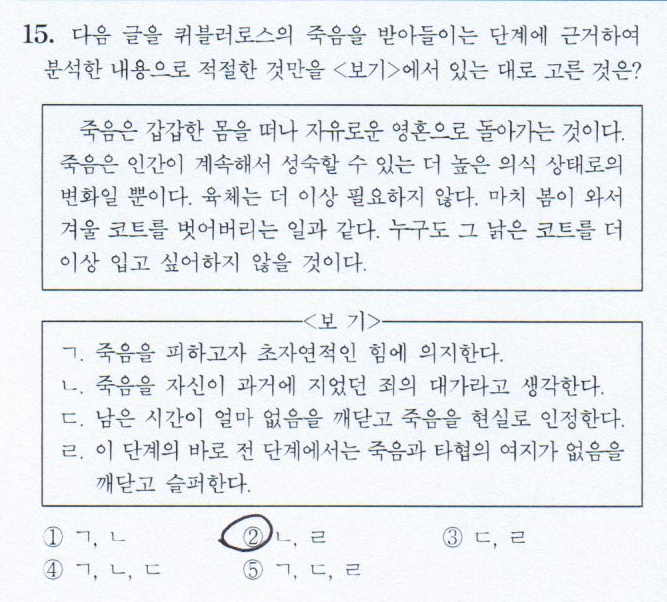 15. 다음 글을 퀴블러로스의 죽음을 받아들이는 단계에 근거하여
분석한 내용으로 적절한 것만을 <보기>에서 있는 대로 고른 것은?
죽음은 갑갑한 몸을 떠나 자유로운 영혼으로 돌아가는 것이다.
죽음은 인간이 계속해서 성숙할 수 있는 더 높은 의식 상태로의
변화일 뿐이다. 육체는 더 이상 필요하지 않다. 마치 봄이 와서
겨울 코트를 벗어버리는 일과 같다. 누구도 그 낡은 코트를 더
이상 입고 싶어하지 않을 것이다.
<보 기>
ㄱ. 죽음을 피하고자 초자연적인 힘에 의지한다.
ㄴ. 죽음을 자신이 과거에 지었던 죄의 대가라고 생각한다.
ㄷ. 남은 시간이 얼마 없음을 깨닫고 죽음을 현실로 인정한다.
ㄹ. 이 단계의 바로 전 단계에서는 죽음과 타협의 여지가 없음을
깨닫고 슬퍼한다.
① ㄱ, ㄴ ② ㄴ, ㄹ ③ ㄷ, ㄹ
④ ㄱ, ㄴ, ㄷ ⑤ ㄱ, ㄷ, ㄹ